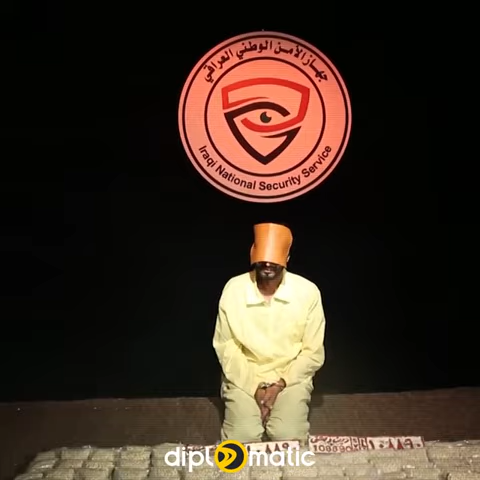 جهاز الأمن الوطني العراقي
Iraqi National Security Service
diplomatic